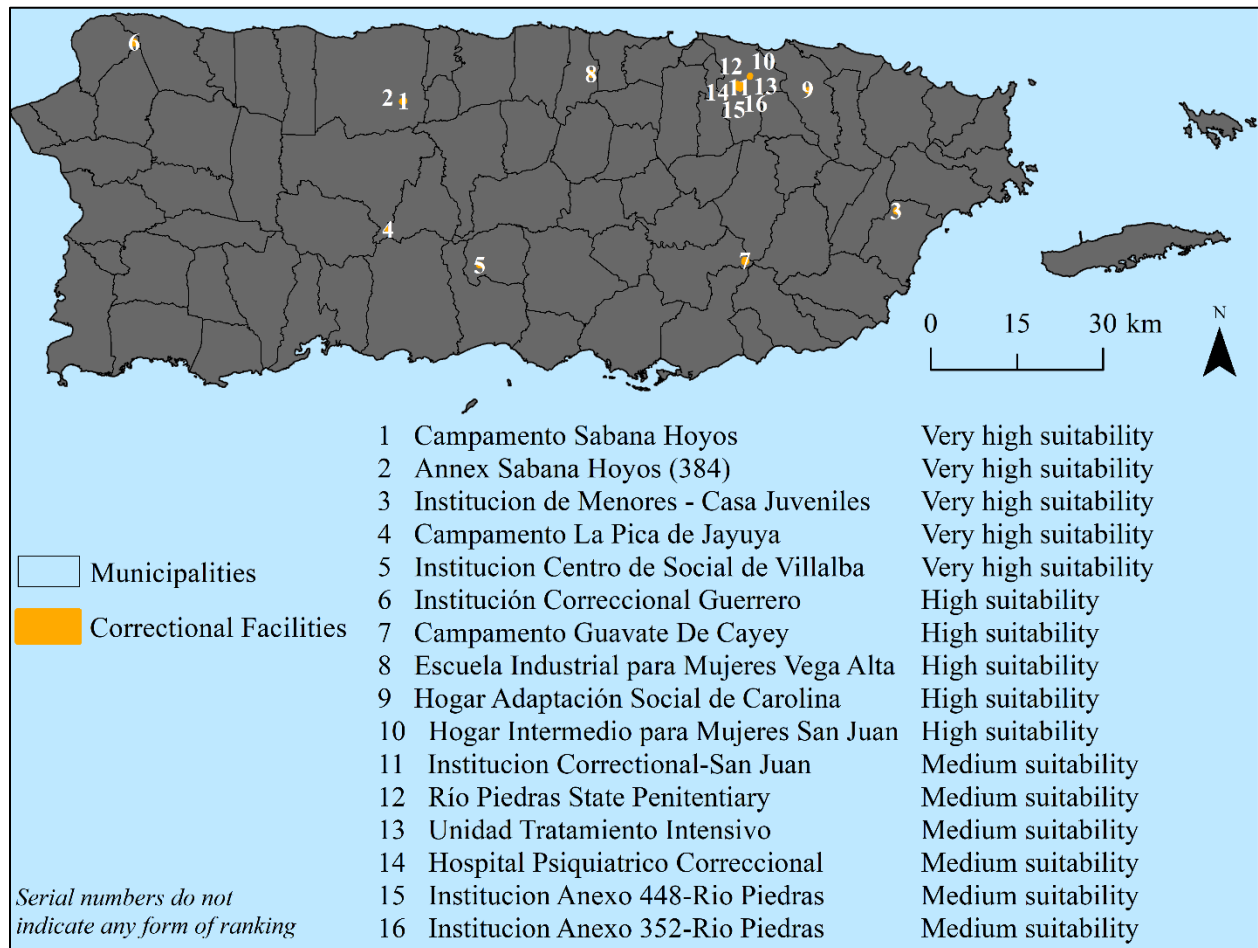 6
12 10
8
14 11 13 9
2 1
15 16
3
4
5
7
N
0 15 30 km
1 Campamento Sabana Hoyos Very high suitability
2 Annex Sabana Hoyos (384) Very high suitability
3 Institucion de Menores - Casa Juveniles Very high suitability
4 Campamento La Pica de Jayuya Very high suitability
5 Institucion Centro de Social de Villalba Very high suitability
6 Institución Correccional Guerrero High suitability
7 Campamento Guavate De Cayey High suitability
8 Escuela Industrial para Mujeres Vega Alta High suitability
9 Hogar Adaptación Social de Carolina High suitability
10 Hogar Intermedio para Mujeres San Juan High suitability
11 Institucion Correctional-San Juan Medium suitability
12 Río Piedras State Penitentiary Medium suitability
13 Unidad Tratamiento Intensivo Medium suitability
14 Hospital Psiquiatrico Correccional Medium suitability
15 Institucion Anexo 448-Rio Piedras Medium suitability
16 Institucion Anexo 352-Rio Piedras Medium suitability
Municipalities
Correctional Facilities
Serial numbers do not
indicate any form of ranking